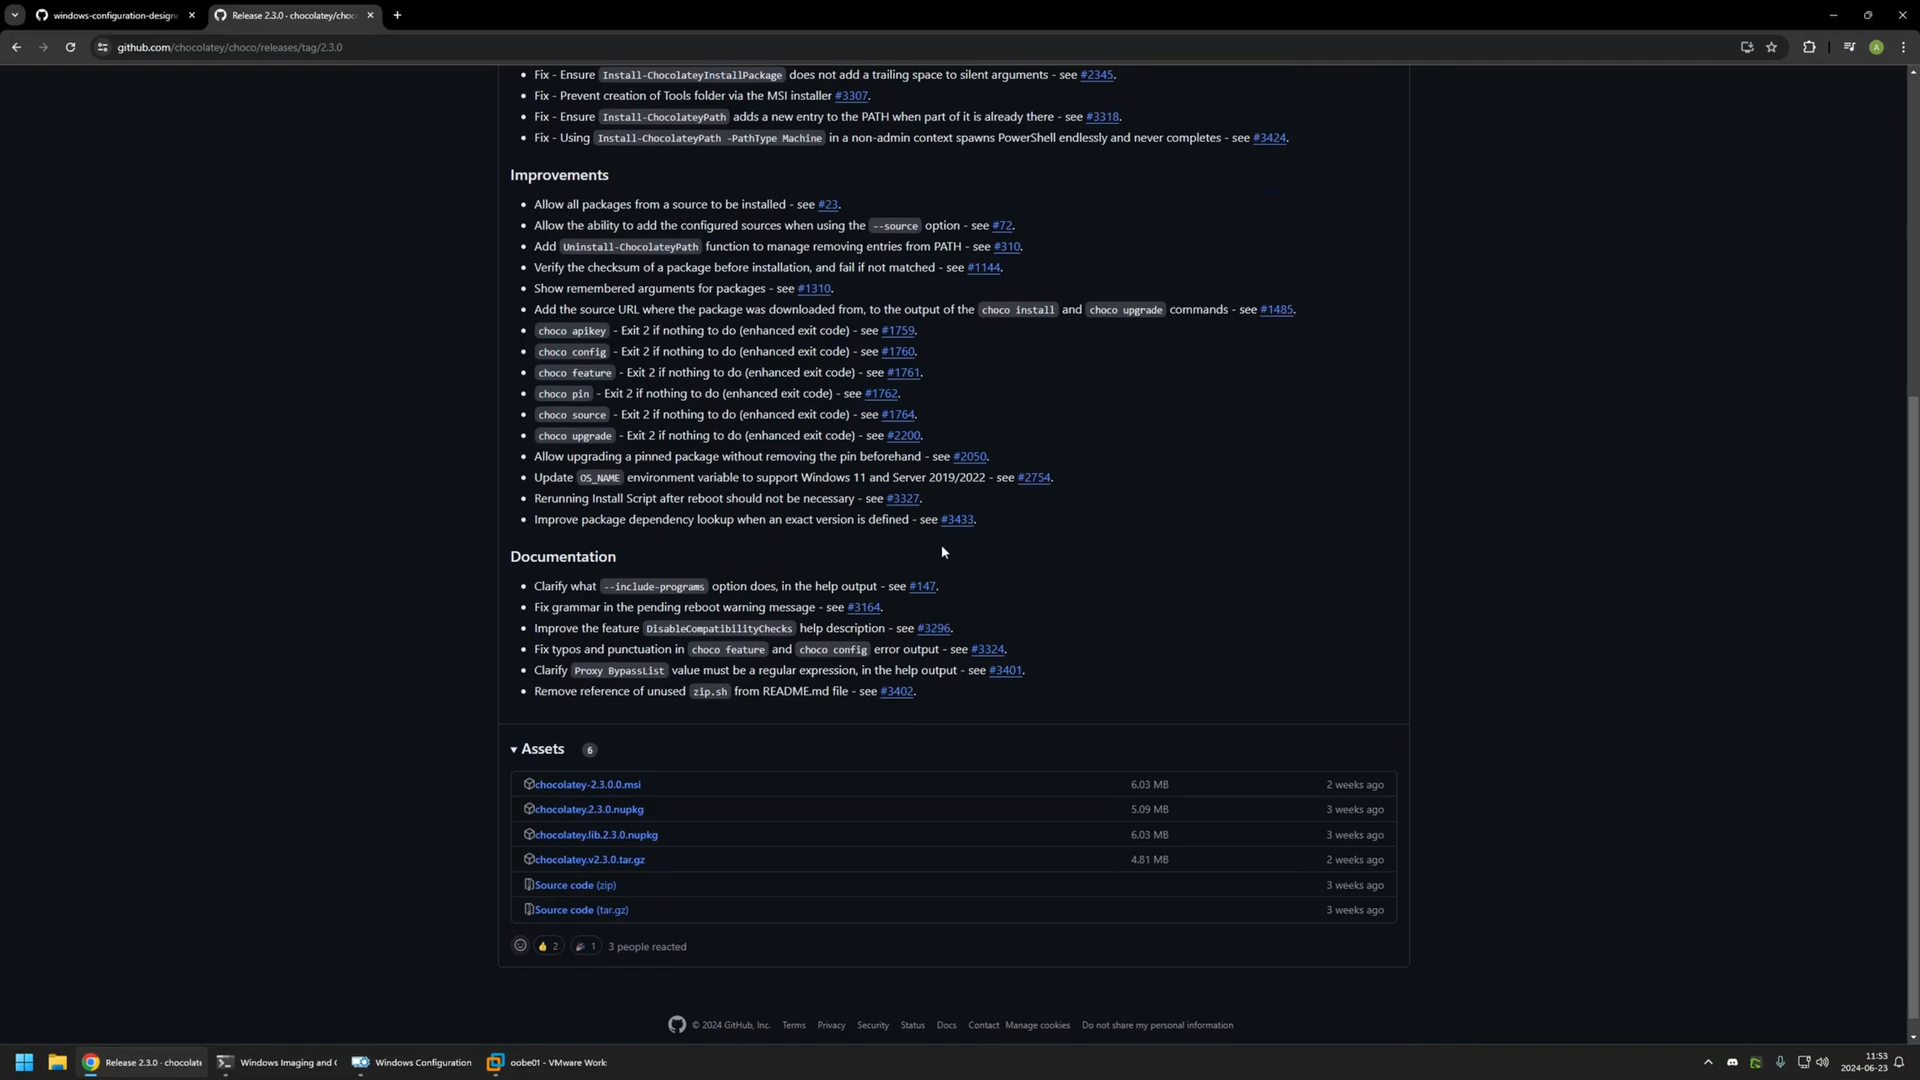 windows-configuration-design
Release 2.3.0 · chocolatey/choc
github.com/chocolatey/choco/releases/tag/2.3.0
A
• Fix - Ensure Install-ChocolateyInstallPackage does not add a trailing space to silent arguments - see #2345.
• Fix - Prevent creation of Tools folder via the MSI installer #3307.
• Fix - Ensure Install-ChocolateyPath adds a new entry to the PATH when part of it is already there - see #3318.
• Fix - Using Install-ChocolateyPath -PathType Machine in a non-admin context spawns PowerShell endlessly and never completes - see #3424.
Improvements
• Allow all packages from a source to be installed - see #23.
• Allow the ability to add the configured sources when using the --source option - see #72.
• Add Uninstall-ChocolateyPath function to manage removing entries from PATH - see #310.
• Verify the checksum of a package before installation, and fail if not matched - see #1144.
• Show remembered arguments for packages - see #1310.
• Add the source URL where the package was downloaded from, to the output of the choco install and choco upgrade commands - see #1485.
• choco apikey - Exit 2 if nothing to do (enhanced exit code) - see #1759.
• choco config - Exit 2 if nothing to do (enhanced exit code) - see #1760.
• choco feature - Exit 2 if nothing to do (enhanced exit code) - see #1761.
• choco pin - Exit 2 if nothing to do (enhanced exit code) - see #1762.
• choco source - Exit 2 if nothing to do (enhanced exit code) - see #1764.
• choco upgrade - Exit 2 if nothing to do (enhanced exit code) - see #2200.
• Allow upgrading a pinned package without removing the pin beforehand - see #2050.
• Update OS_NAME environment variable to support Windows 11 and Server 2019/2022 - see #2754.
• Rerunning Install Script after reboot should not be necessary - see #3327.
• Improve package dependency lookup when an exact version is defined - see #3433.
Documentation
• Clarify what --include-programs option does, in the help output - see #147.
• Fix grammar in the pending reboot warning message - see #3164.
• Improve the feature DisableCompatibilityChecks help description - see #3296.
• Fix typos and punctuation in choco feature and choco config error output - see #3324.
• Clarify Proxy BypassList value must be a regular expression, in the help output - see #3401.
• Remove reference of unused zip.sh from README.md file - see #3402.
Assets 6
chocolatey-2.3.0.0.msi 6.03 MB 2 weeks ago
chocolatey.2.3.0.nupkg 5.09 MB 3 weeks ago
chocolatey.lib.2.3.0.nupkg 6.03 MB 3 weeks ago
chocolatey.v2.3.0.tar.gz 4.81 MB 2 weeks ago
Source code (zip) 3 weeks ago
Source code (tar.gz) 3 weeks ago
2 1 3 people reacted
© 2024 GitHub, Inc. Terms Privacy Security Status Docs Contact Manage cookies Do not share my personal information
Release 2.3.0 · chocolate
Windows Imaging and C
Windows Configuration
oobe01 - VMware Work
11:53
2024-06-23